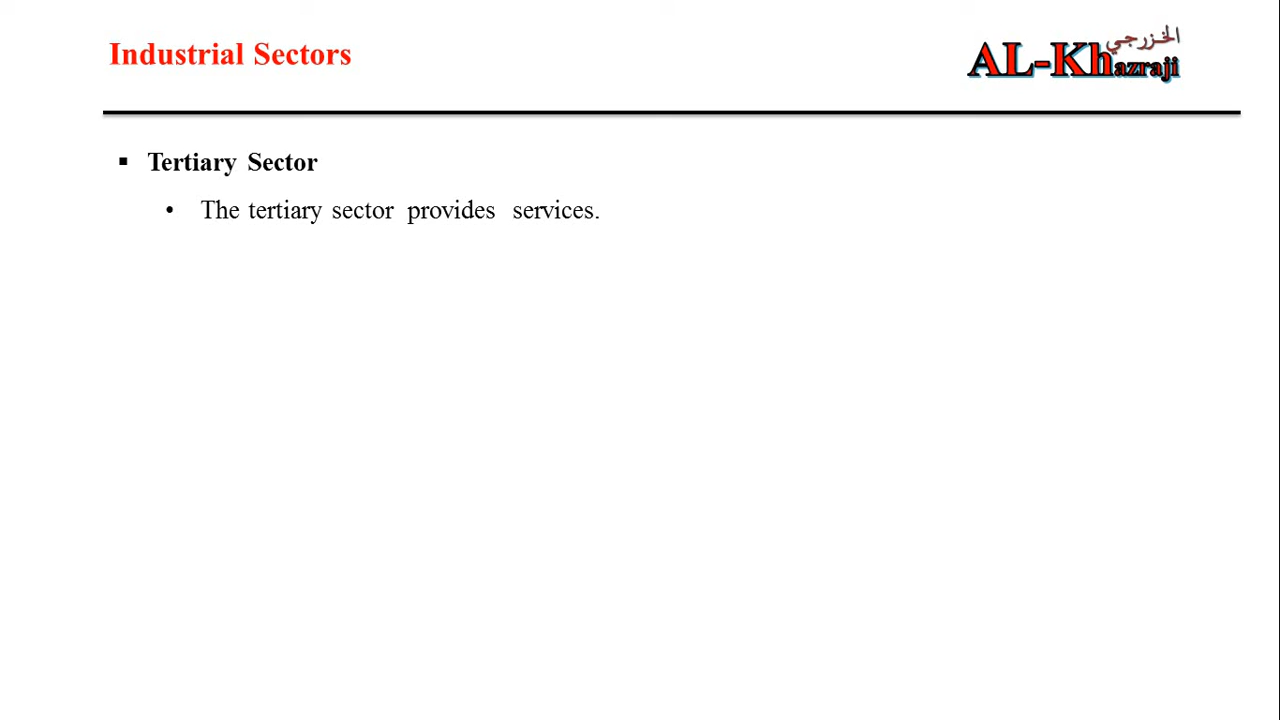 Industrial Sectors
الخزرجي
AL-Khazraji
▪ Tertiary Sector
• The tertiary sector provides services.